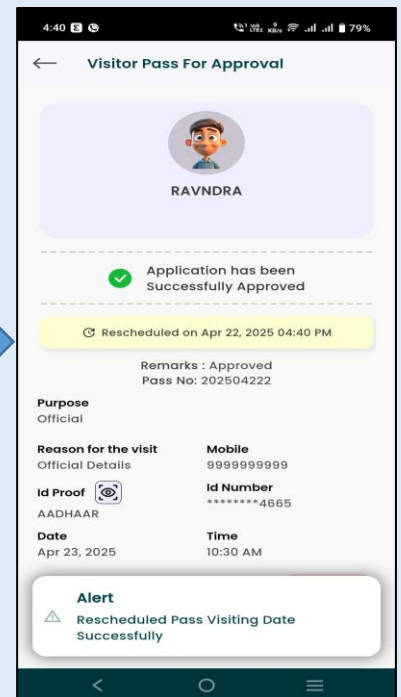 4:40
79%
Visitor Pass For Approval
RAVNDRA
Application has been
Successfully Approved
Rescheduled on Apr 22, 2025 04:40 PM
Remarks : Approved
Pass No: 202504222
Purpose
Official
Reason for the visit Mobile
Official Details 9999999999
Id Proof Id Number
AADHAAR ********4665
Date Time
Apr 23, 2025 10:30 AM
Alert
Rescheduled Pass Visiting Date
Successfully